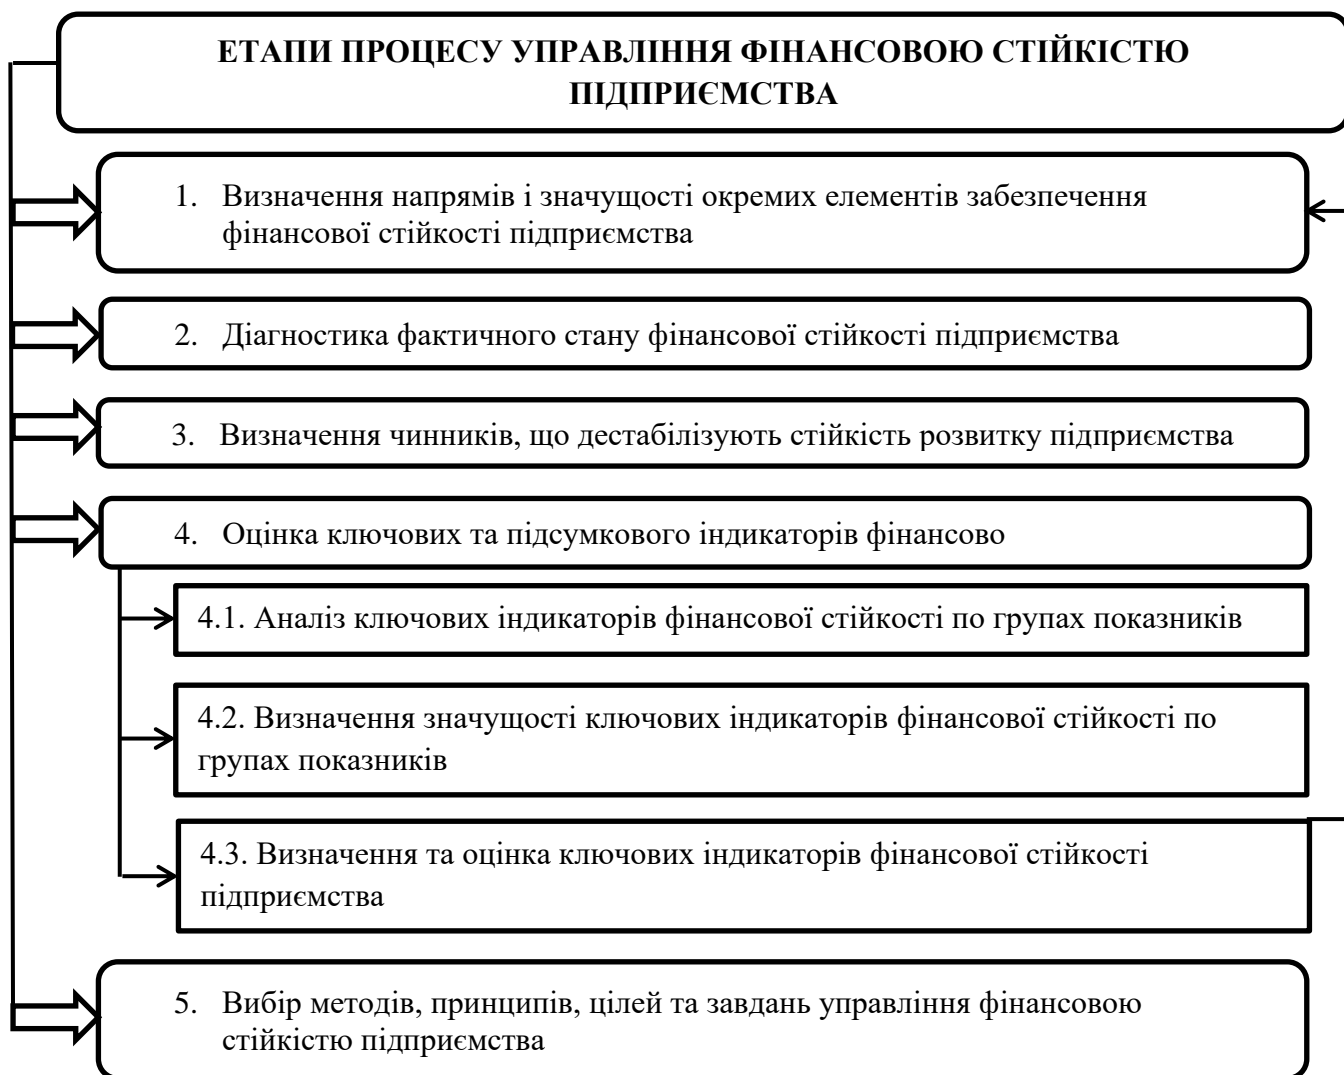 ЕТАПИ ПРОЦЕСУ УПРАВЛІННЯ ФІНАНСОВОЮ СТІЙКІСТЮ
ПІДПРИЄМСТВА
1. Визначення напрямів і значущості окремих елементів забезпечення
фінансової стійкості підприємства
2. Діагностика фактичного стану фінансової стійкості підприємства
3. Визначення чинників, що дестабілізують стійкість розвитку підприємства
4. Оцінка ключових та підсумкового індикаторів фінансово
4.1. Аналіз ключових індикаторів фінансової стійкості по групах показників
4.2. Визначення значущості ключових індикаторів фінансової стійкості по
групах показників
4.3. Визначення та оцінка ключових індикаторів фінансової стійкості
підприємства
5. Вибір методів, принципів, цілей та завдань управління фінансовою
стійкістю підприємства